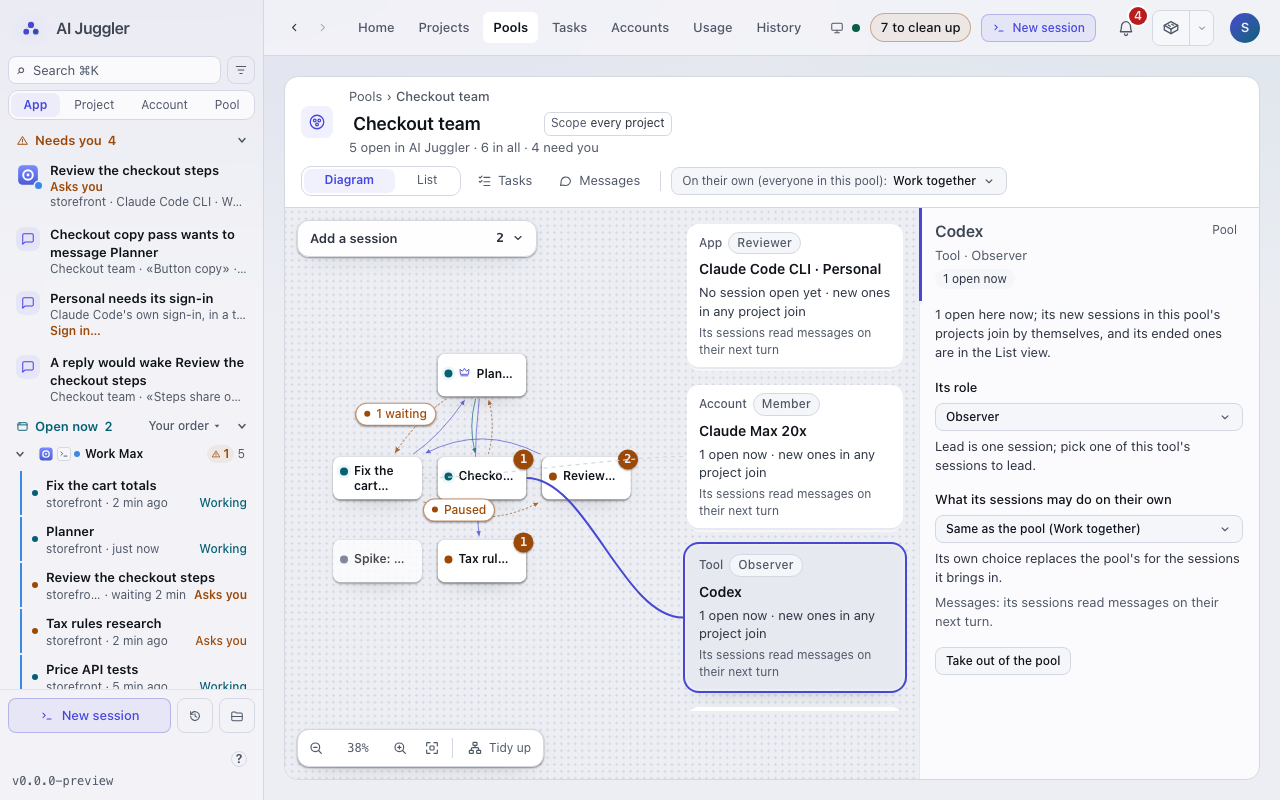 AI Juggler
Search ⌘K
App
Project
Account
Pool
Needs you 4
Review the checkout steps
Asks you
storefront · Claude Code CLI · W...
Checkout copy pass wants to
message Planner
Checkout team · «Button copy» ·...
Personal needs its sign-in
Claude Code's own sign-in, in a t...
Sign in...
A reply would wake Review the
checkout steps
Checkout team · «Steps share o...
Open now 2
Your order
Work Max
1
5
Fix the cart totals
storefront · 2 min ago
Working
Planner
storefront · just now
Working
Review the checkout steps
storefro... · waiting 2 min
Asks you
Tax rules research
storefront · 2 min ago
Asks you
Price API tests
storefront · 5 min ago
Working
New session
?
v0.0.0-preview
Home
Projects
Pools
Tasks
Accounts
Usage
History
7 to clean up
New session
4
S
Pools › Checkout team
Checkout team
Scope every project
5 open in AI Juggler · 6 in all · 4 need you
Diagram
List
Tasks
Messages
On their own (everyone in this pool): Work together
Add a session
2
Plan...
1 waiting
Fix the
cart...
Checko...
1
Review...
2
Paused
Spike: ...
Tax rul...
1
App
Reviewer
Claude Code CLI · Personal
No session open yet · new ones
in any project join
Its sessions read messages on
their next turn
Account
Member
Claude Max 20x
1 open now · new ones in any
project join
Its sessions read messages on
their next turn
Tool
Observer
Codex
1 open now · new ones in any
project join
Its sessions read messages on
their next turn
38%
Tidy up
Codex
Pool
Tool · Observer
1 open now
1 open here now; its new sessions in this pool's
projects join by themselves, and its ended ones
are in the List view.
Its role
Observer
Lead is one session; pick one of this tool's
sessions to lead.
What its sessions may do on their own
Same as the pool (Work together)
Its own choice replaces the pool's for the sessions
it brings in.
Messages: its sessions read messages on their
next turn.
Take out of the pool